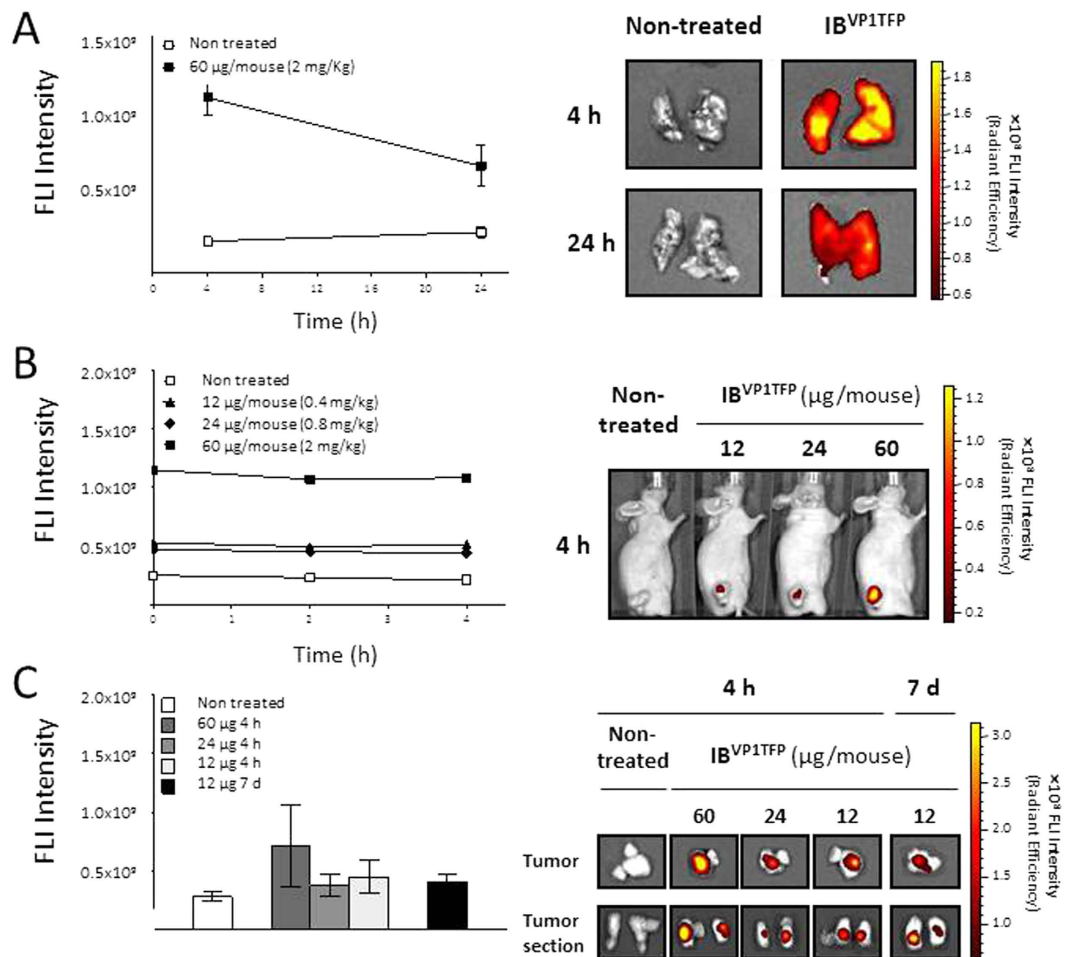 A
FLI Intensity
1.5x10⁹
1.0x10⁹
0.5x10⁹
Non treated
60 µg/mouse (2 mg/Kg)
0 4 8 12 16 20 24
Time (h)
Non-treated
IB^VP1TFP
4 h
24 h
1.8
1.6
1.4
1.2
1.0
0.8
0.6
×10⁸ FLI Intensity
(Radiant Efficiency)
B
FLI Intensity
2.0x10⁹
1.5x10⁹
1.0x10⁹
0.5x10⁹
Non treated
12 µg/mouse (0.4 mg/kg)
24 µg/mouse (0.8 mg/kg)
60 µg/mouse (2 mg/kg)
0 1 2 3 4
Time (h)
Non-
treated
IB^VP1TFP (µg/mouse)
12 24 60
4 h
1.2
1.0
0.8
0.6
0.4
0.2
×10⁸ FLI Intensity
(Radiant Efficiency)
C
FLI Intensity
2.0x10⁹
1.5x10⁹
1.0x10⁹
0.5x10⁹
Non treated
60 µg 4 h
24 µg 4 h
12 µg 4 h
12 µg 7 d
4 h 7 d
Non-
treated
IB^VP1TFP (µg/mouse)
60 24 12 12
Tumor
Tumor
section
3.0
2.5
2.0
1.5
1.0
×10⁸ FLI Intensity
(Radiant Efficiency)